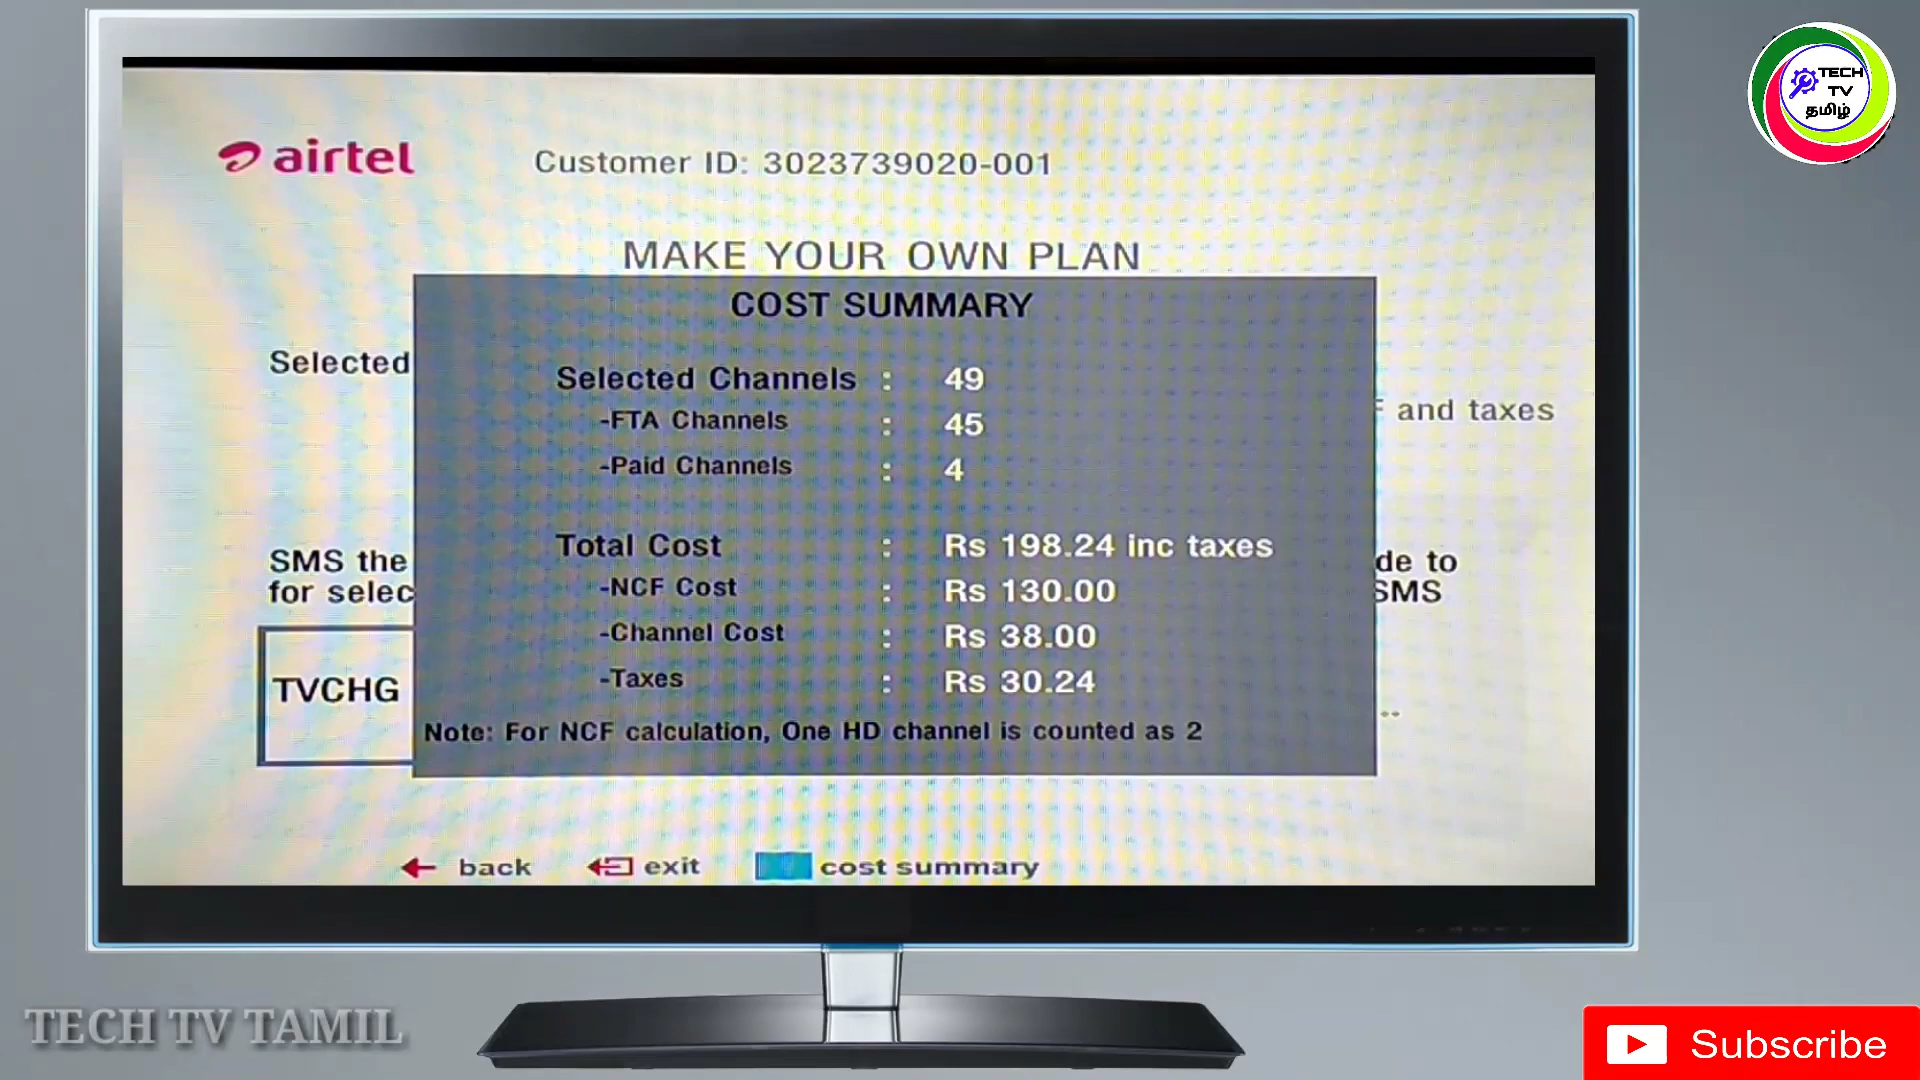 TECH
TV
தமிழ்
airtel
Customer ID: 3023739020-001
MAKE YOUR OWN PLAN
COST SUMMARY
Selected
Selected Channels : 49
-FTA Channels : 45
and taxes
-Paid Channels : 4
Total Cost : Rs 198.24 inc taxes
SMS the
de to
-NCF Cost : Rs 130.00
for selec
SMS
-Channel Cost : Rs 38.00
-Taxes : Rs 30.24
TVCHG
Note: For NCF calculation, One HD channel is counted as 2
back exit cost summary
TECH TV TAMIL
Subscribe